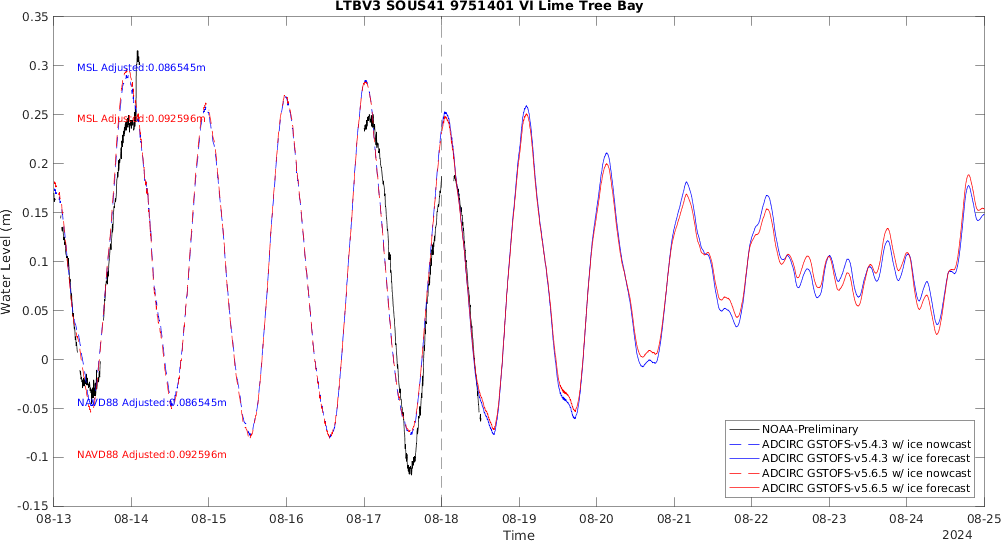 LTBV3 SOUS41 9751401 VI Lime Tree Bay
0.35
0.3
0.25
0.2
0.15
0.1
0.05
0
-0.05
-0.1
-0.15
Water Level (m)
MSL Adjusted:0.086545m
MSL Adjusted:0.092596m
NAVD88 Adjusted:0.086545m
NAVD88 Adjusted:0.092596m
NOAA-Preliminary
ADCIRC GSTOFS-v5.4.3 w/ ice nowcast
ADCIRC GSTOFS-v5.4.3 w/ ice forecast
ADCIRC GSTOFS-v5.6.5 w/ ice nowcast
ADCIRC GSTOFS-v5.6.5 w/ ice forecast
08-13 08-14 08-15 08-16 08-17 08-18 08-19 08-20 08-21 08-22 08-23 08-24 08-25
Time
2024